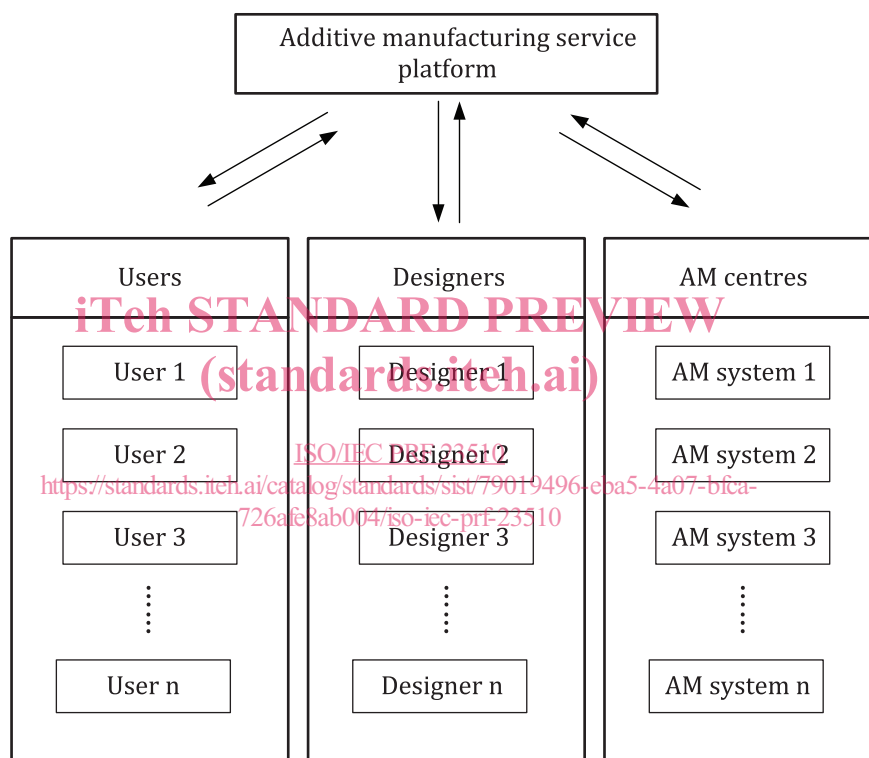 Additive manufacturing service
platform
Users
Designers
AM centres
iTeh STANDARD PREVIEW
(standards.iteh.ai)
User 1
Designer 1
AM system 1
User 2
Designer 2
AM system 2
ISO/IEC PRF 23510
https://standards.iteh.ai/catalog/standards/sist/79019496-eba5-4a07-bfca-
726afe8ab004/iso-iec-prf-23510
User 3
Designer 3
AM system 3
User n
Designer n
AM system n